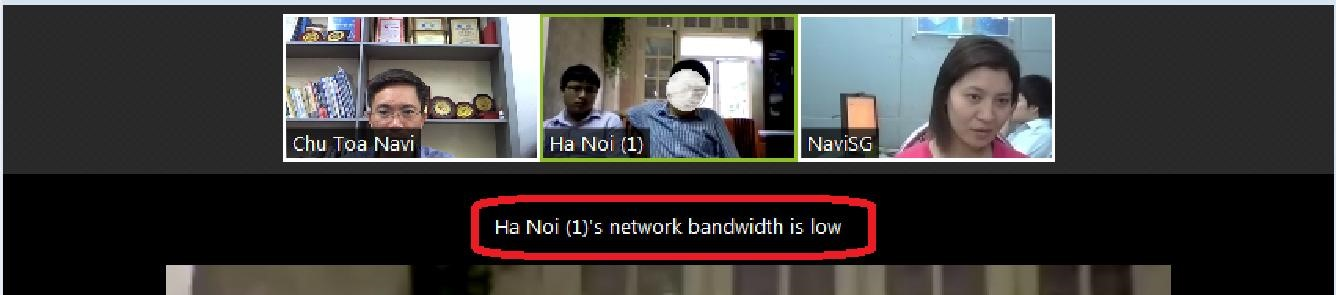 Chu Toa Navi
Ha Noi (1)
NaviSG
Ha Noi (1)'s network bandwidth is low